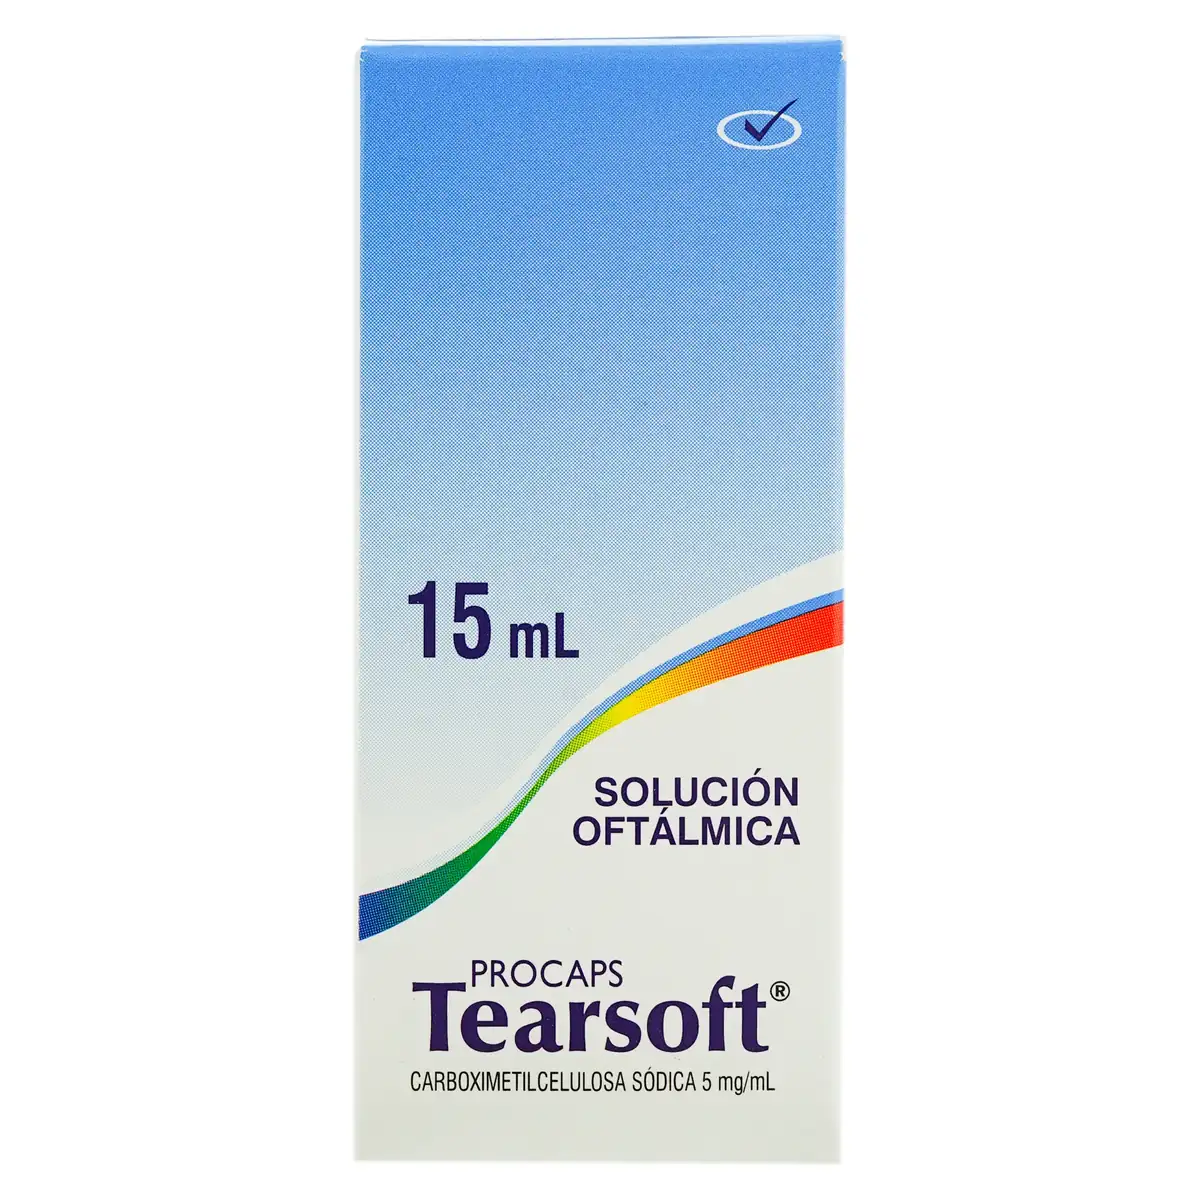 15 mL
SOLUCIÓN
OFTÁLMICA
PROCAPS
Tearsoft®
CARBOXIMETILCELULOSA SÓDICA 5 mg/mL